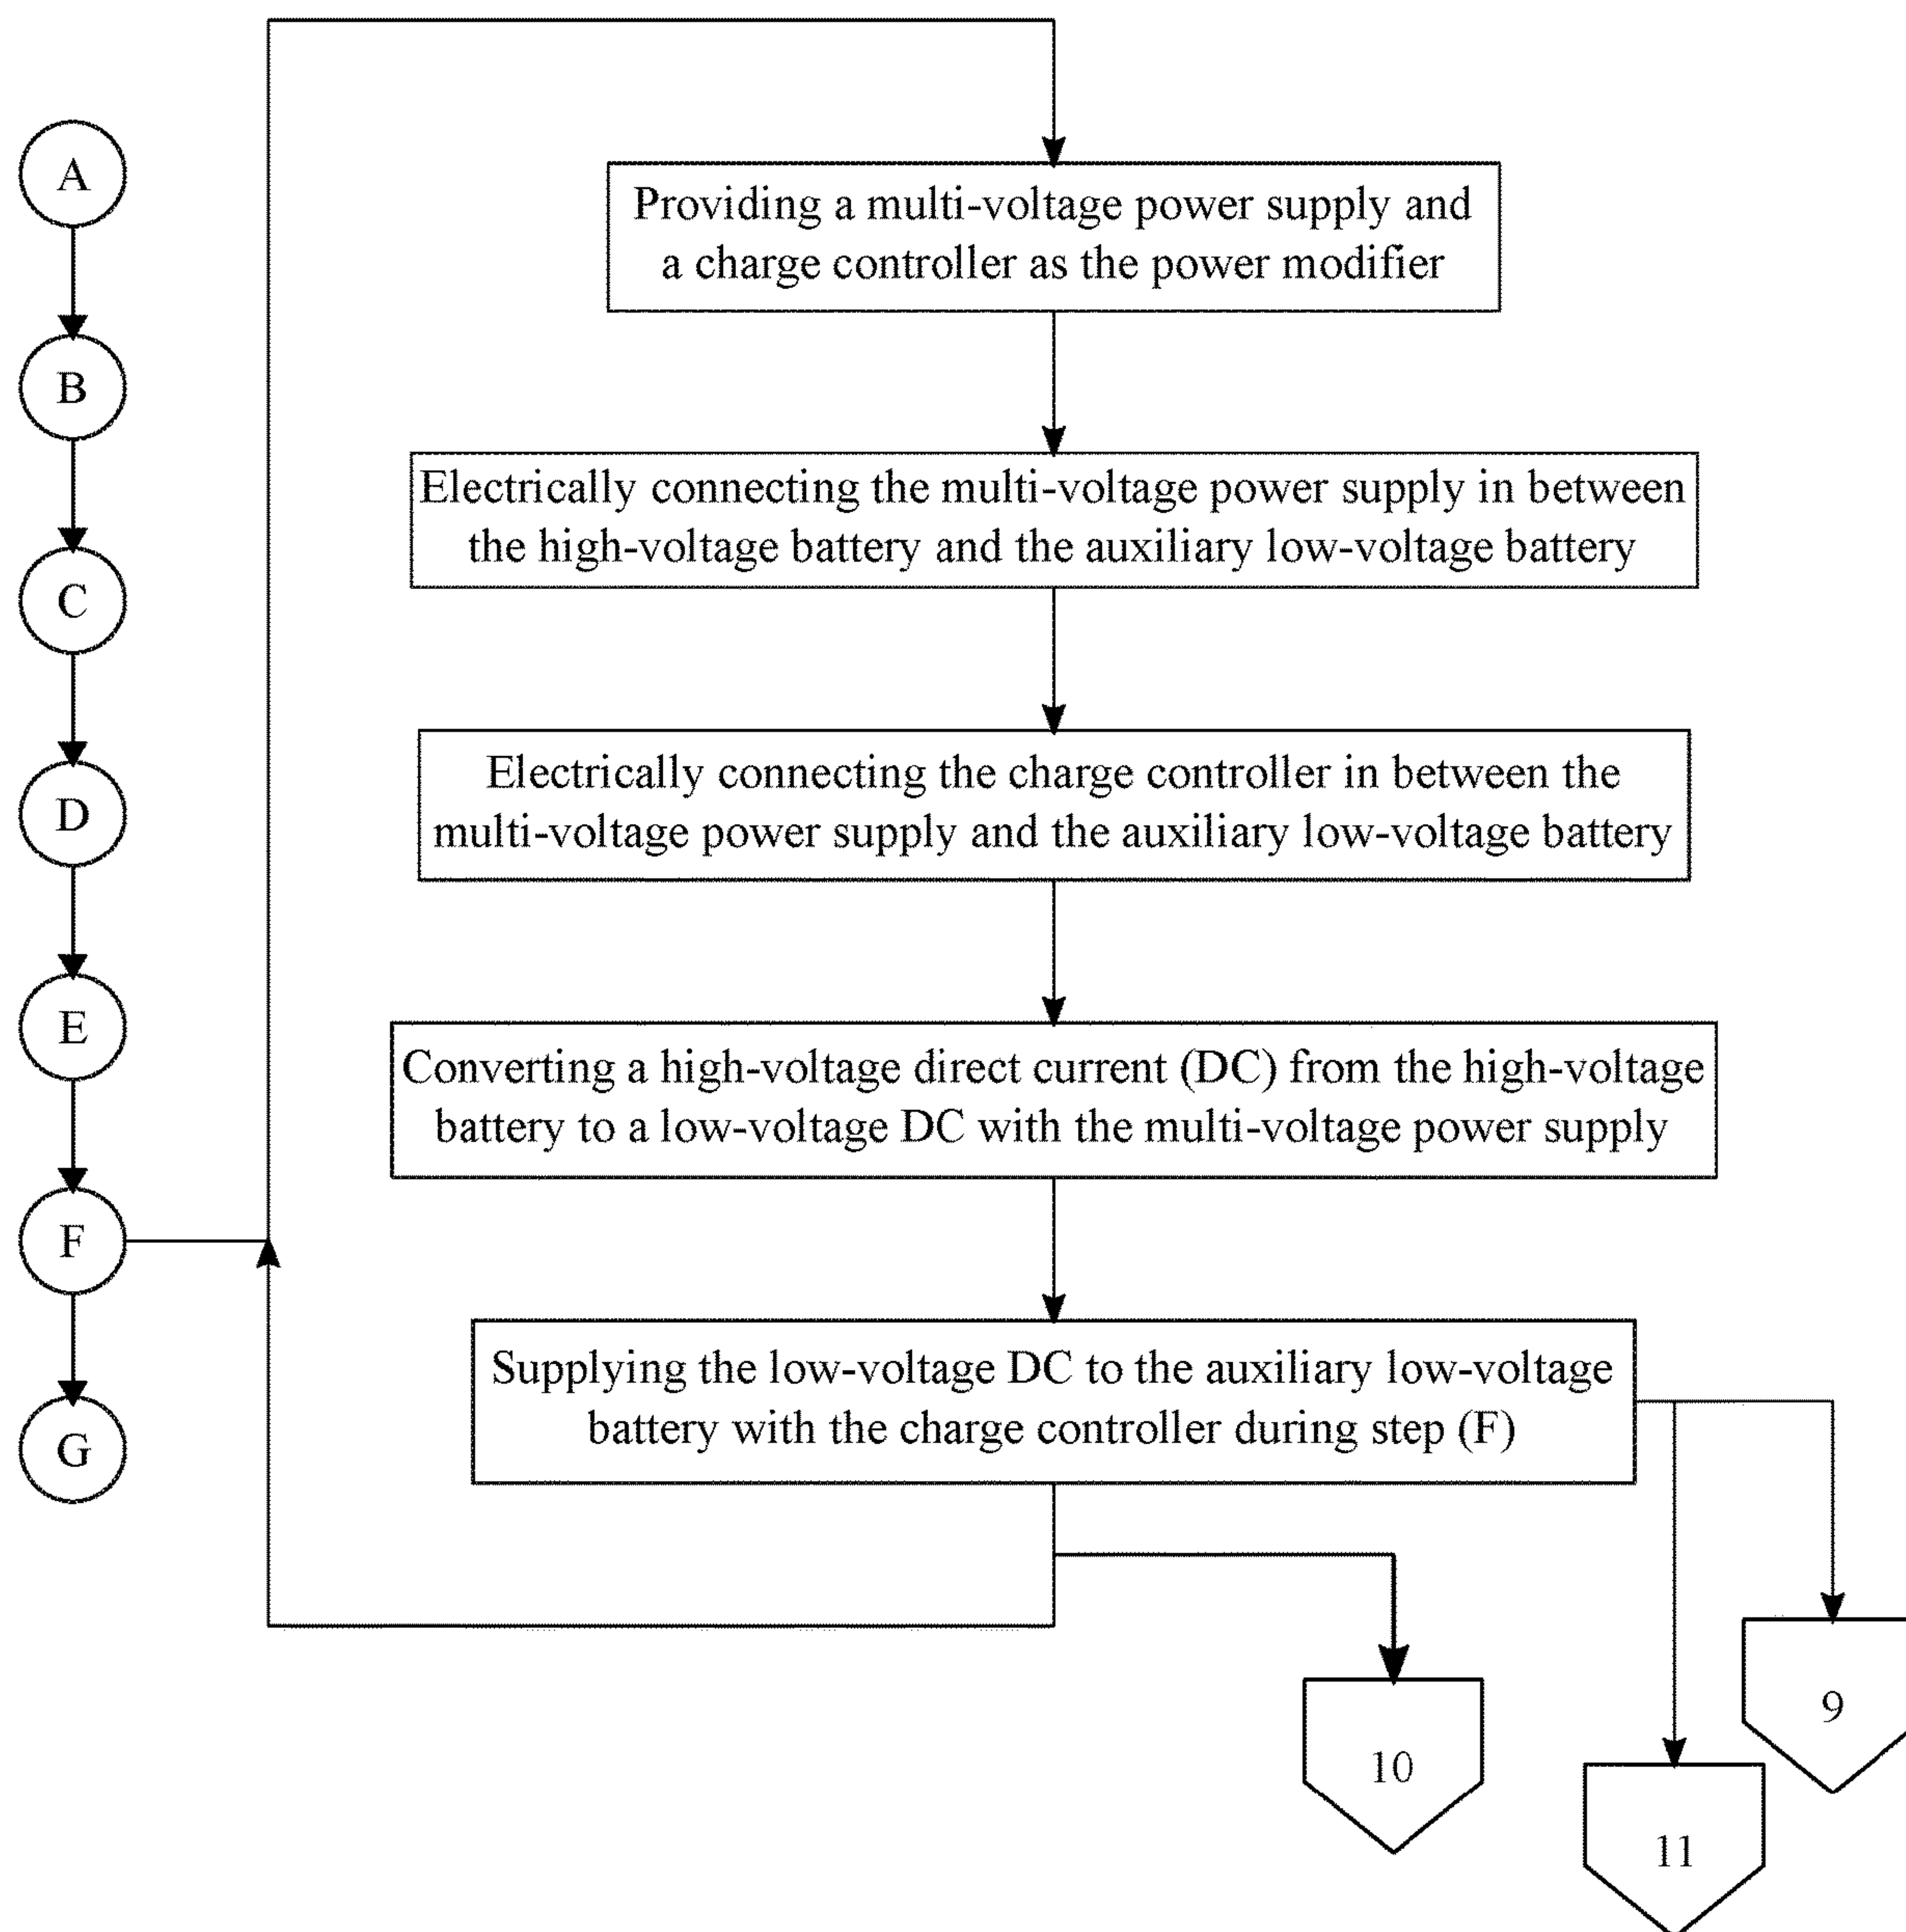 A
B
C
D
E
F
G
Providing a multi-voltage power supply and
a charge controller as the power modifier
Electrically connecting the multi-voltage power supply in between
the high-voltage battery and the auxiliary low-voltage battery
Electrically connecting the charge controller in between the
multi-voltage power supply and the auxiliary low-voltage battery
Converting a high-voltage direct current (DC) from the high-voltage
battery to a low-voltage DC with the multi-voltage power supply
Supplying the low-voltage DC to the auxiliary low-voltage
battery with the charge controller during step (F)
10
11
9